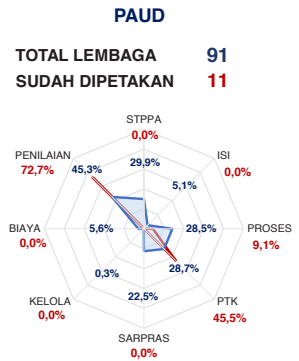 PAUD
TOTAL LEMBAGA 91
SUDAH DIPETAKAN 11
STPPA
0,0%
29,9%
PENILAIAN
72,7%
45,3%
ISI
0,0%
5,1%
BIAYA
0,0%
5,6%
28,5%
PROSES
9,1%
0,3%
28,7%
KELOLA
0,0%
22,5%
PTK
45,5%
SARPRAS
0,0%